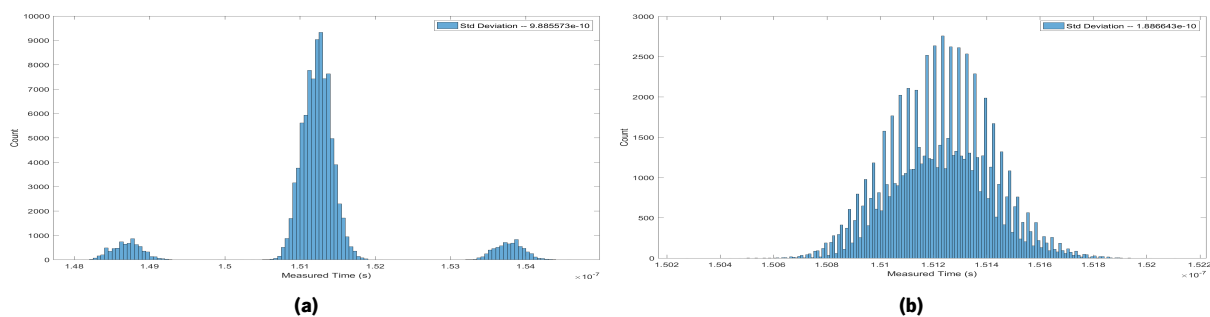 10000
9000
8000
7000
6000
5000
4000
3000
2000
1000
0
Count
Std Deviation -- 9.885573e-10
1.48 1.49 1.5 1.51 1.52 1.53 1.54
Measured Time (s)
×10⁻⁷
(a)
3000
2500
2000
1500
1000
500
0
Count
Std Deviation -- 1.886643e-10
1.502 1.504 1.506 1.508 1.51 1.512 1.514 1.516 1.518 1.52 1.522
Measured Time (s)
×10⁻⁷
(b)